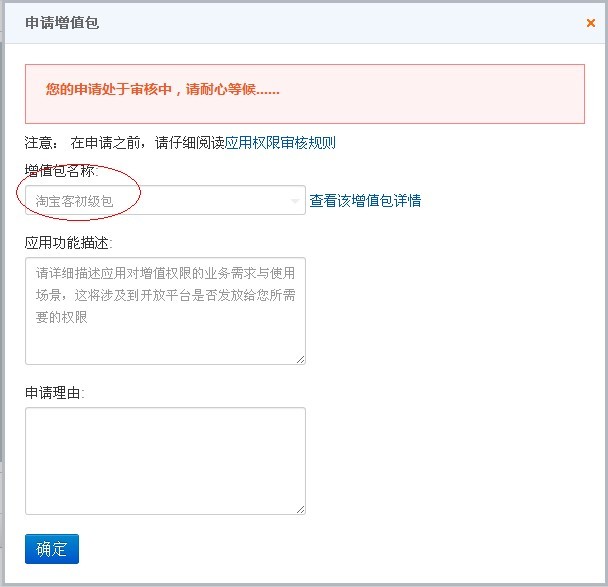 申请增值包
×
您的申请处于审核中，请耐心等候......
注意： 在申请之前，请仔细阅读应用权限审核规则
增值包名称:
淘宝客初级包 查看该增值包详情
应用功能描述:
请详细描述应用对增值权限的业务需求与使用
场景，这将涉及到开放平台是否发放给您所需
要的权限
申请理由:
确定